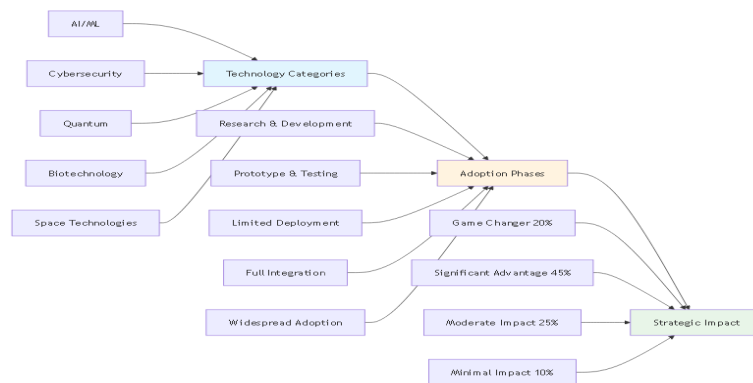 AI/ML
Cybersecurity
Technology Categories
Quantum
Research & Development
Biotechnology
Prototype & Testing
Adoption Phases
Space Technologies
Limited Deployment
Game Changer 20%
Full Integration
Significant Advantage 45%
Widespread Adoption
Moderate Impact 25%
Strategic Impact
Minimal Impact 10%